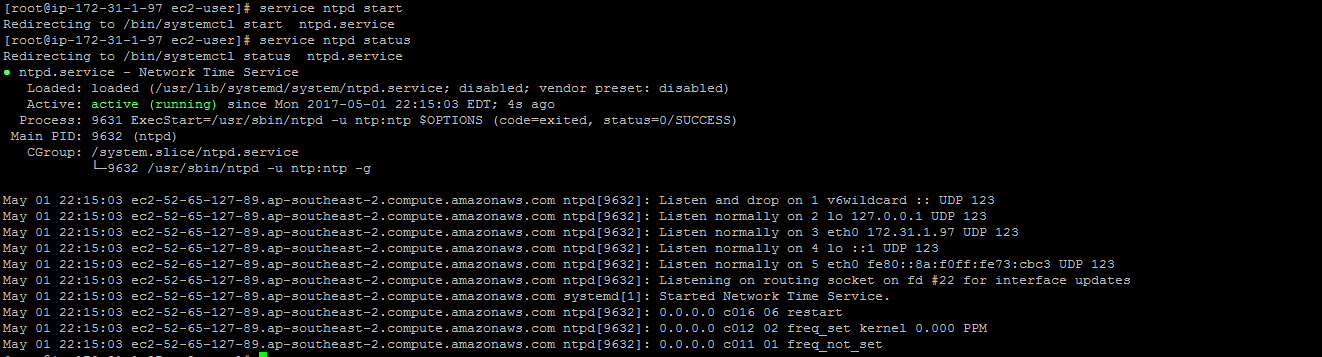 [root@ip-172-31-1-97 ec2-user]# service ntpd start
Redirecting to /bin/systemctl start  ntpd.service
[root@ip-172-31-1-97 ec2-user]# service ntpd status
Redirecting to /bin/systemctl status  ntpd.service
● ntpd.service - Network Time Service
   Loaded: loaded (/usr/lib/systemd/system/ntpd.service; disabled; vendor preset: disabled)
   Active: active (running) since Mon 2017-05-01 22:15:03 EDT; 4s ago
  Process: 9631 ExecStart=/usr/sbin/ntpd -u ntp:ntp $OPTIONS (code=exited, status=0/SUCCESS)
 Main PID: 9632 (ntpd)
   CGroup: /system.slice/ntpd.service
           └─9632 /usr/sbin/ntpd -u ntp:ntp -g
May 01 22:15:03 ec2-52-65-127-89.ap-southeast-2.compute.amazonaws.com ntpd[9632]: Listen and drop on 1 v6wildcard :: UDP 123
May 01 22:15:03 ec2-52-65-127-89.ap-southeast-2.compute.amazonaws.com ntpd[9632]: Listen normally on 2 lo 127.0.0.1 UDP 123
May 01 22:15:03 ec2-52-65-127-89.ap-southeast-2.compute.amazonaws.com ntpd[9632]: Listen normally on 3 eth0 172.31.1.97 UDP 123
May 01 22:15:03 ec2-52-65-127-89.ap-southeast-2.compute.amazonaws.com ntpd[9632]: Listen normally on 4 lo ::1 UDP 123
May 01 22:15:03 ec2-52-65-127-89.ap-southeast-2.compute.amazonaws.com ntpd[9632]: Listen normally on 5 eth0 fe80::8a:f0ff:fe73:cbc3 UDP 123
May 01 22:15:03 ec2-52-65-127-89.ap-southeast-2.compute.amazonaws.com ntpd[9632]: Listening on routing socket on fd #22 for interface updates
May 01 22:15:03 ec2-52-65-127-89.ap-southeast-2.compute.amazonaws.com systemd[1]: Started Network Time Service.
May 01 22:15:03 ec2-52-65-127-89.ap-southeast-2.compute.amazonaws.com ntpd[9632]: 0.0.0.0 c016 06 restart
May 01 22:15:03 ec2-52-65-127-89.ap-southeast-2.compute.amazonaws.com ntpd[9632]: 0.0.0.0 c012 02 freq_set kernel 0.000 PPM
May 01 22:15:03 ec2-52-65-127-89.ap-southeast-2.compute.amazonaws.com ntpd[9632]: 0.0.0.0 c011 01 freq_not_set